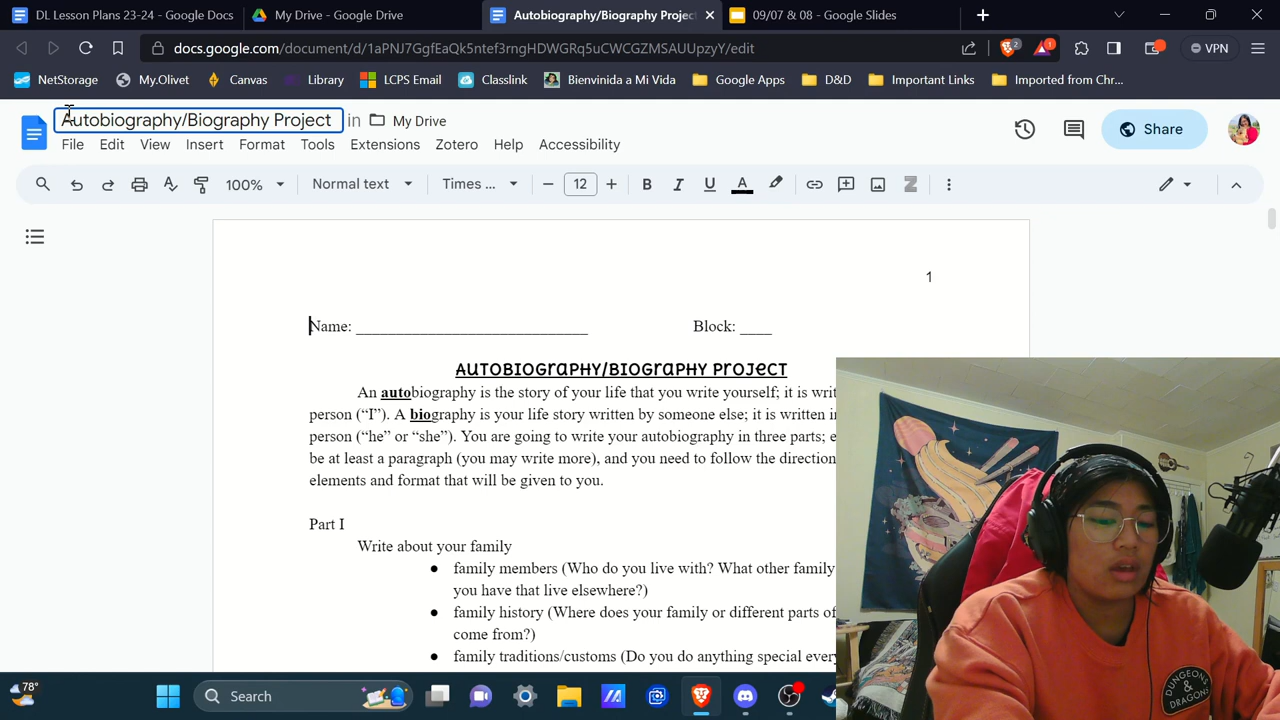 DL Lesson Plans 23-24 - Google Docs
My Drive - Google Drive
Autobiography/Biography Projec
09/07 & 08 - Google Slides
docs.google.com/document/d/1aPNJ7GgfEaQk5ntef3rngHDWGRq5uCWCGZMSAUUpzyY/edit
2
1
VPN
NetStorage
My.Olivet
Canvas
Library
LCPS Email
Classlink
Bienvinida a Mi Vida
Google Apps
D&D
Important Links
Imported from Chr...
Autobiography/Biography Project
in
My Drive
Share
File
Edit
View
Insert
Format
Tools
Extensions
Zotero
Help
Accessibility
100%
Normal text
Times ...
12
B
I
U
A
1
Name: ____________________________ Block: ____
AUTOBIOGraPHY/BIOGraPHY ProJecT
An autobiography is the story of your life that you write yourself; it is writ
person (“I”). A biography is your life story written by someone else; it is written in
person (“he” or “she”). You are going to write your autobiography in three parts; e
be at least a paragraph (you may write more), and you need to follow the direction
elements and format that will be given to you.
Part I
Write about your family
● family members (Who do you live with? What other family
you have that live elsewhere?)
● family history (Where does your family or different parts of
come from?)
● family traditions/customs (Do you do anything special ever
DUNGEONS
&
DRAGONS
78°
Search